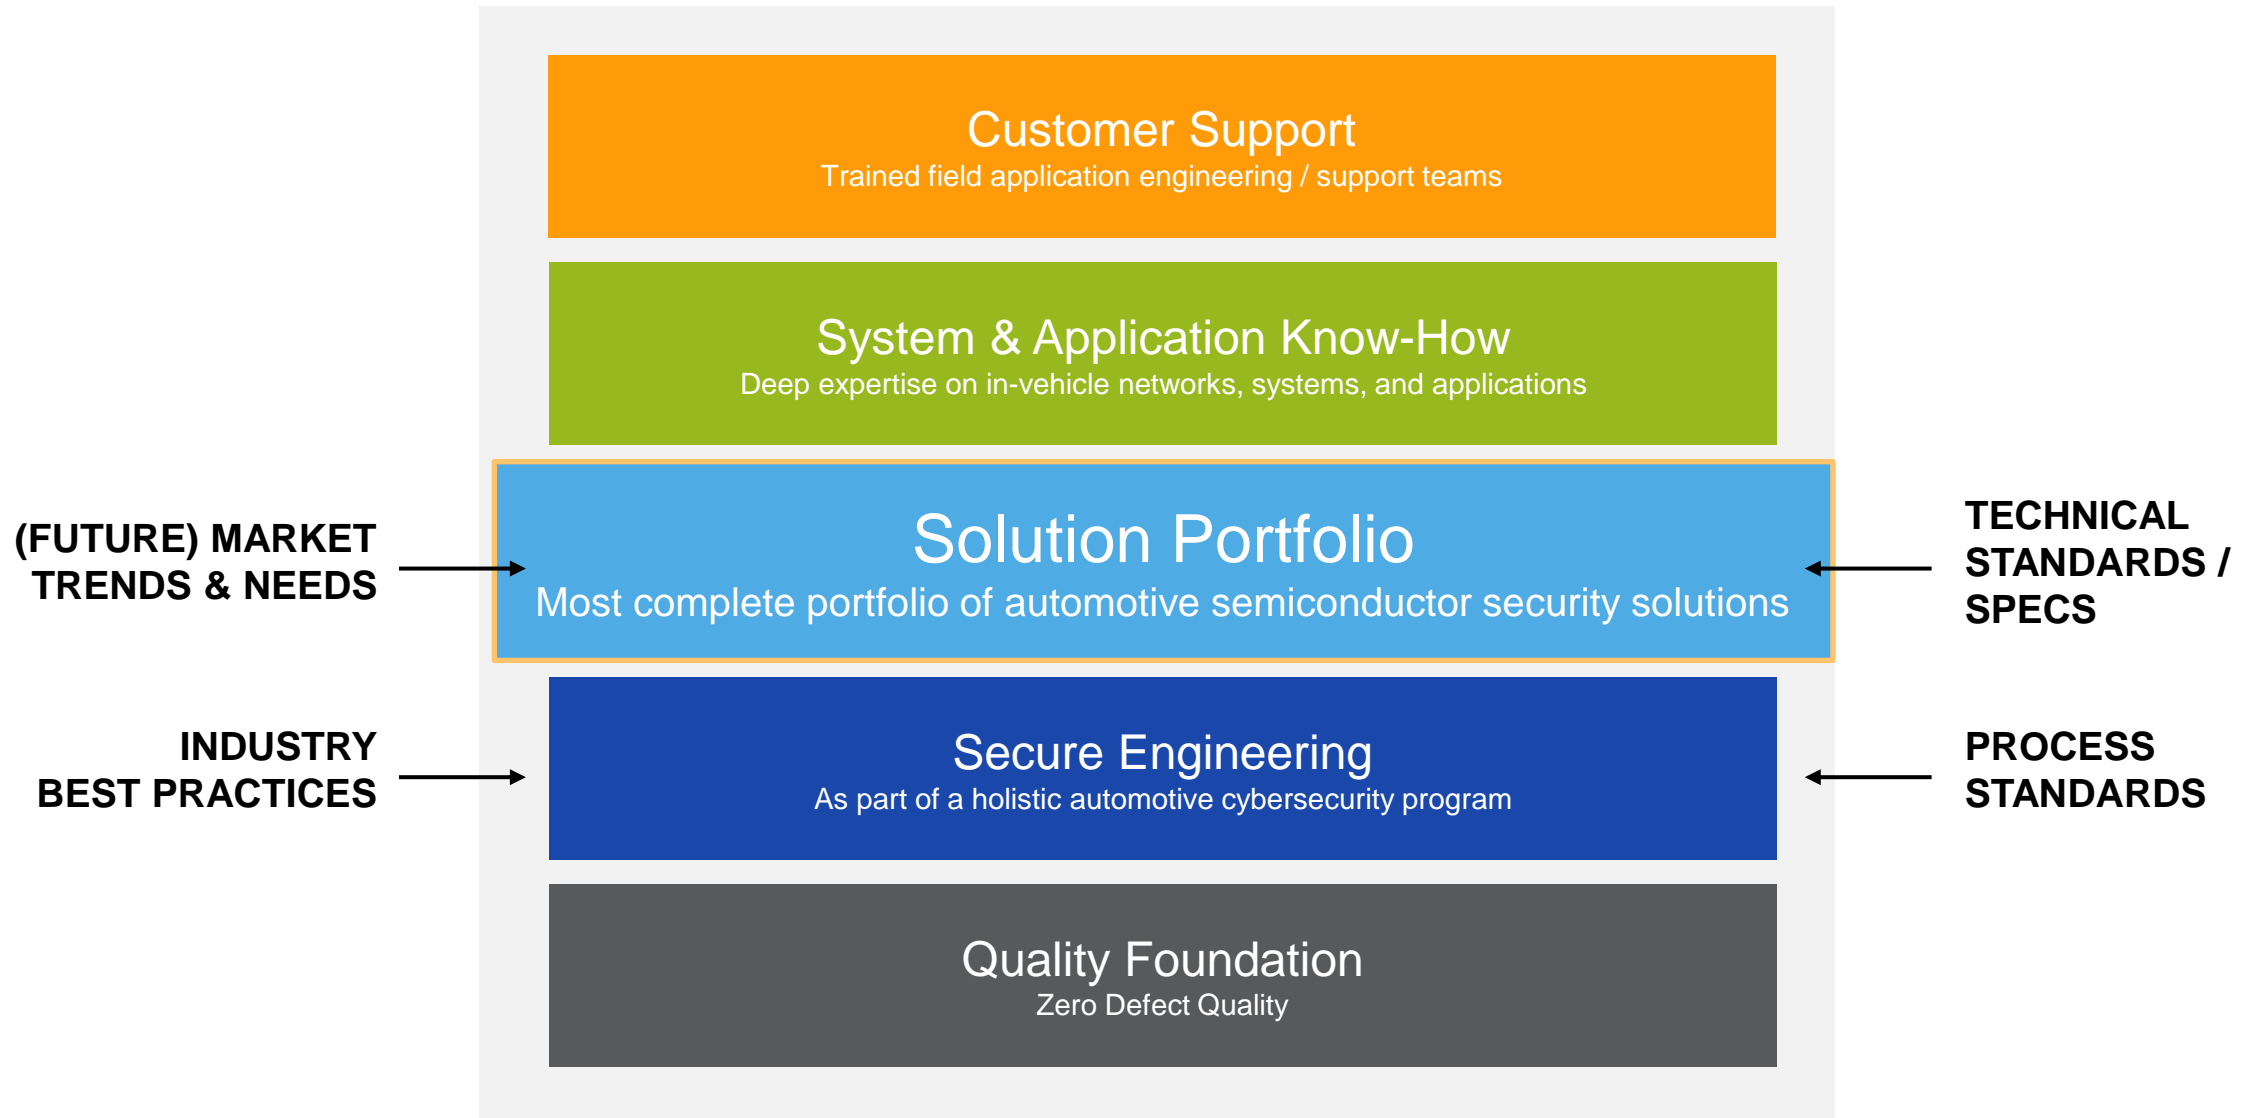 Customer Support
Trained field application engineering / support teams
System & Application Know-How
Deep expertise on in-vehicle networks, systems, and applications
(FUTURE) MARKET
TRENDS & NEEDS
Solution Portfolio
Most complete portfolio of automotive semiconductor security solutions
TECHNICAL
STANDARDS /
SPECS
INDUSTRY
BEST PRACTICES
Secure Engineering
As part of a holistic automotive cybersecurity program
PROCESS
STANDARDS
Quality Foundation
Zero Defect Quality